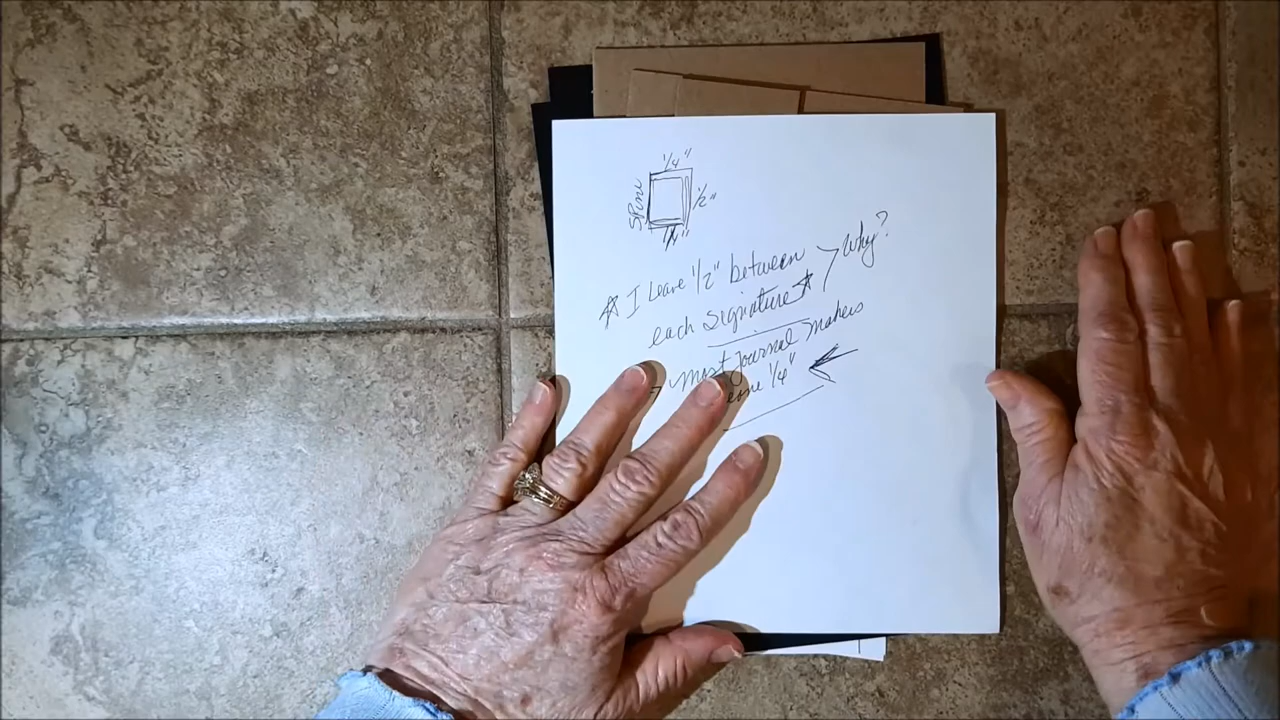 1/4"
Spine
1/2"
1/4"
I leave 1/2" between
each signature
Why?
most journal makers
1/4"